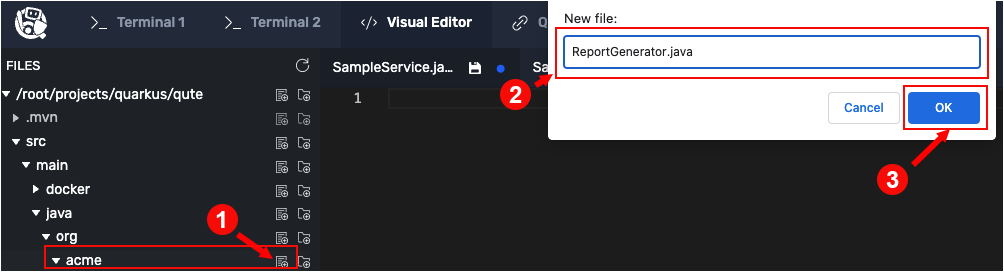 >_ Terminal 1
>_ Terminal 2
</> Visual Editor
Q
New file:
ReportGenerator.java
FILES
SampleService.ja...
Sa
2
Cancel
OK
1
/root/projects/quarkus/qute
.mvn
src
main
3
docker
java
1
org
acme